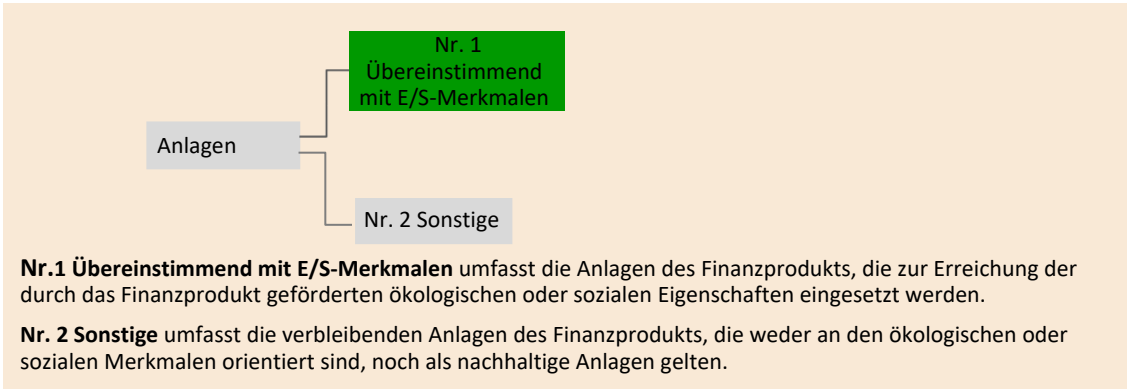 Nr. 1
Übereinstimmend
mit E/S-Merkmalen
Anlagen
Nr. 2 Sonstige
Nr.1 Übereinstimmend mit E/S-Merkmalen umfasst die Anlagen des Finanzprodukts, die zur Erreichung der
durch das Finanzprodukt geförderten ökologischen oder sozialen Eigenschaften eingesetzt werden.
Nr. 2 Sonstige umfasst die verbleibenden Anlagen des Finanzprodukts, die weder an den ökologischen oder
sozialen Merkmalen orientiert sind, noch als nachhaltige Anlagen gelten.